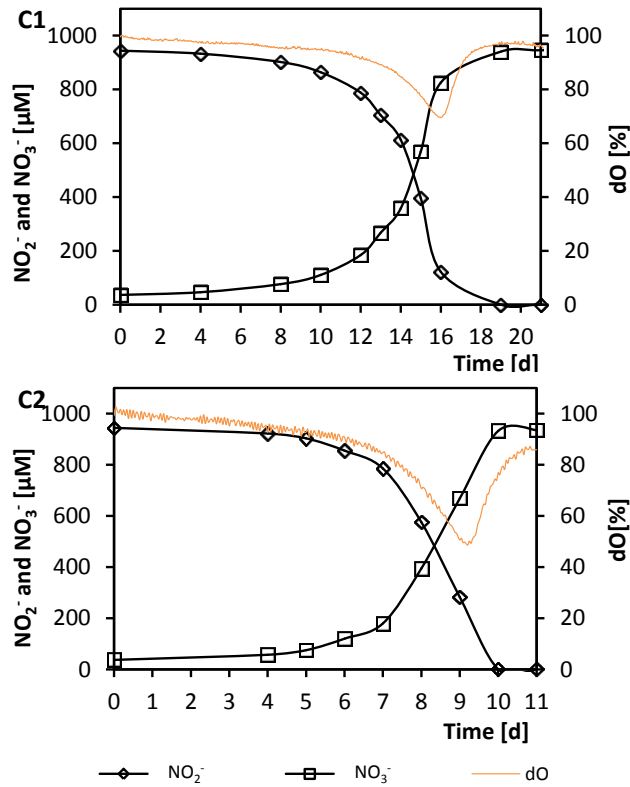 C1
NO₂⁻ and NO₃⁻ [µM]
1000
800
600
400
200
0
100
80
60
40
20
0
dO [%]
0 2 4 6 8 10 12 14 16 18 20
Time [d]
C2
NO₂⁻ and NO₃⁻ [µM]
1000
800
600
400
200
0
100
80
60
40
20
0
dO[%]
0 1 2 3 4 5 6 7 8 9 10 11
Time [d]
NO₂⁻ NO₃⁻ dO